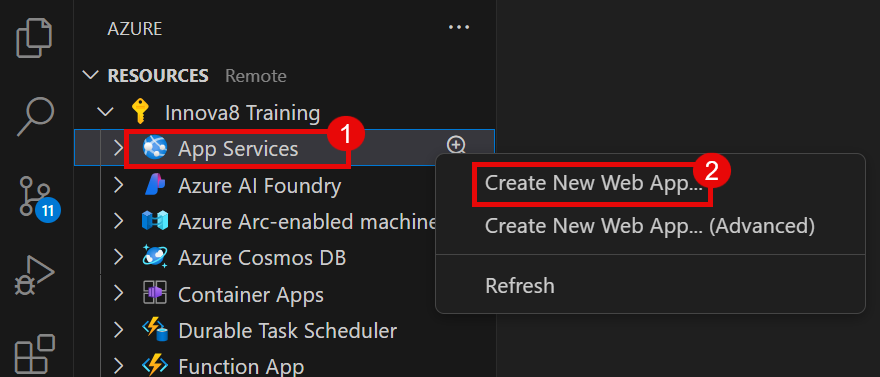 AZURE
RESOURCES Remote
Innova8 Training
App Services
1
Azure AI Foundry
Azure Arc-enabled machine
Azure Cosmos DB
Container Apps
Durable Task Scheduler
Function App
11
Create New Web App...
2
Create New Web App... (Advanced)
Refresh